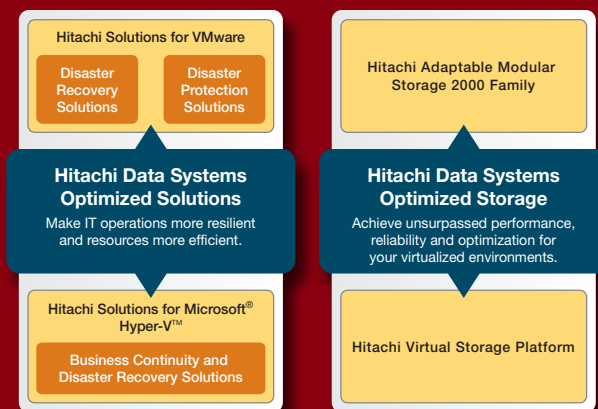 Hitachi Solutions for VMware
Disaster
Recovery
Solutions
Disaster
Protection
Solutions
Hitachi Data Systems
Optimized Solutions
Make IT operations more resilient
and resources more efficient.
Hitachi Solutions for Microsoft®
Hyper-V™
Business Continuity and
Disaster Recovery Solutions
Hitachi Adaptable Modular
Storage 2000 Family
Hitachi Data Systems
Optimized Storage
Achieve unsurpassed performance,
reliability and optimization for
your virtualized environments.
Hitachi Virtual Storage Platform